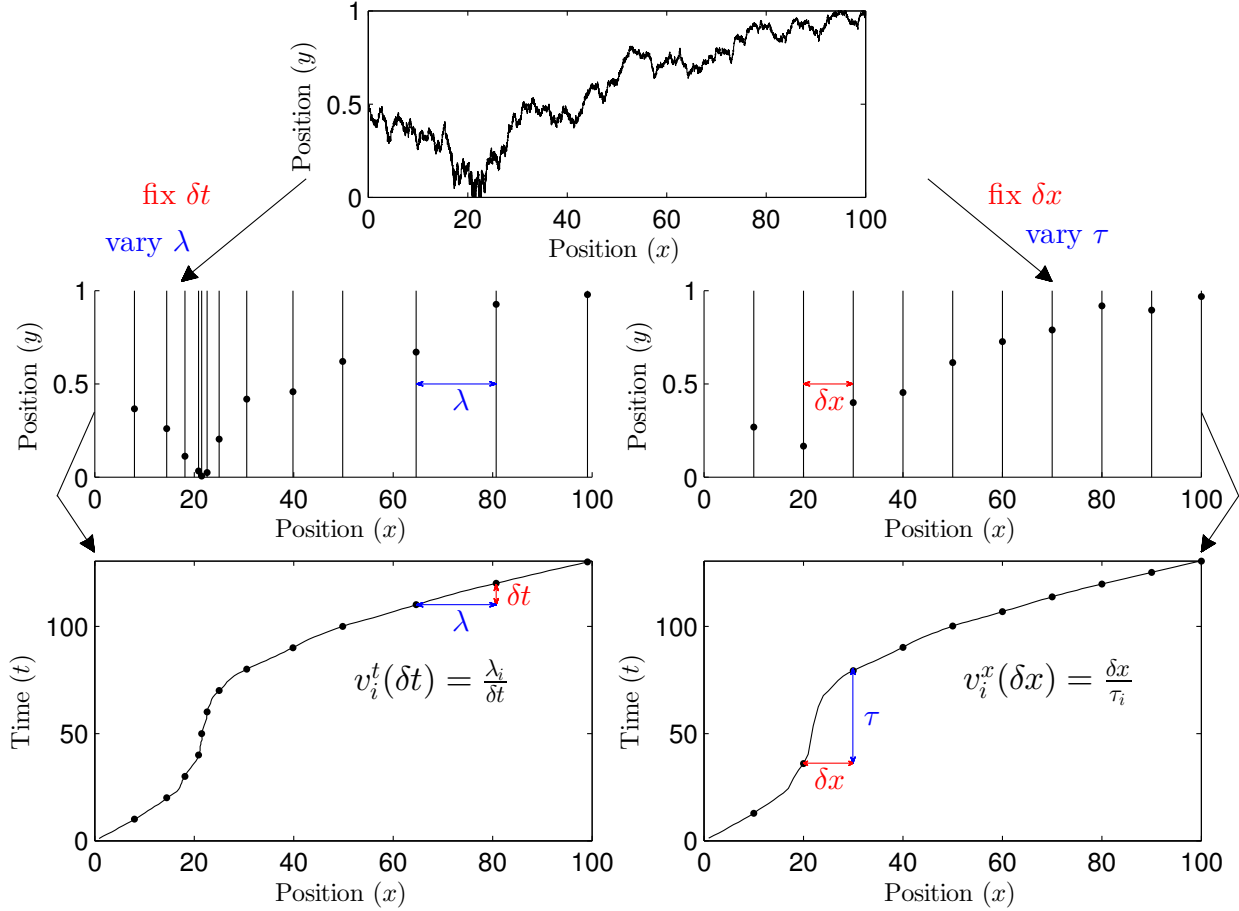 1
0.5
0
Position (y)
0 20 40 60 80 100
Position (x)
fix δt
vary λ
fix δx
vary τ
1
0.5
0
Position (y)
λ
0 20 40 60 80 100
Position (x)
1
0.5
0
Position (y)
δx
0 20 40 60 80 100
Position (x)
100
50
0
Time (t)
δt
λ
v_i^t(δt) = λ_i/δt
0 20 40 60 80 100
Position (x)
100
50
0
Time (t)
τ
δx
v_i^x(δx) = δx/τ_i
0 20 40 60 80 100
Position (x)